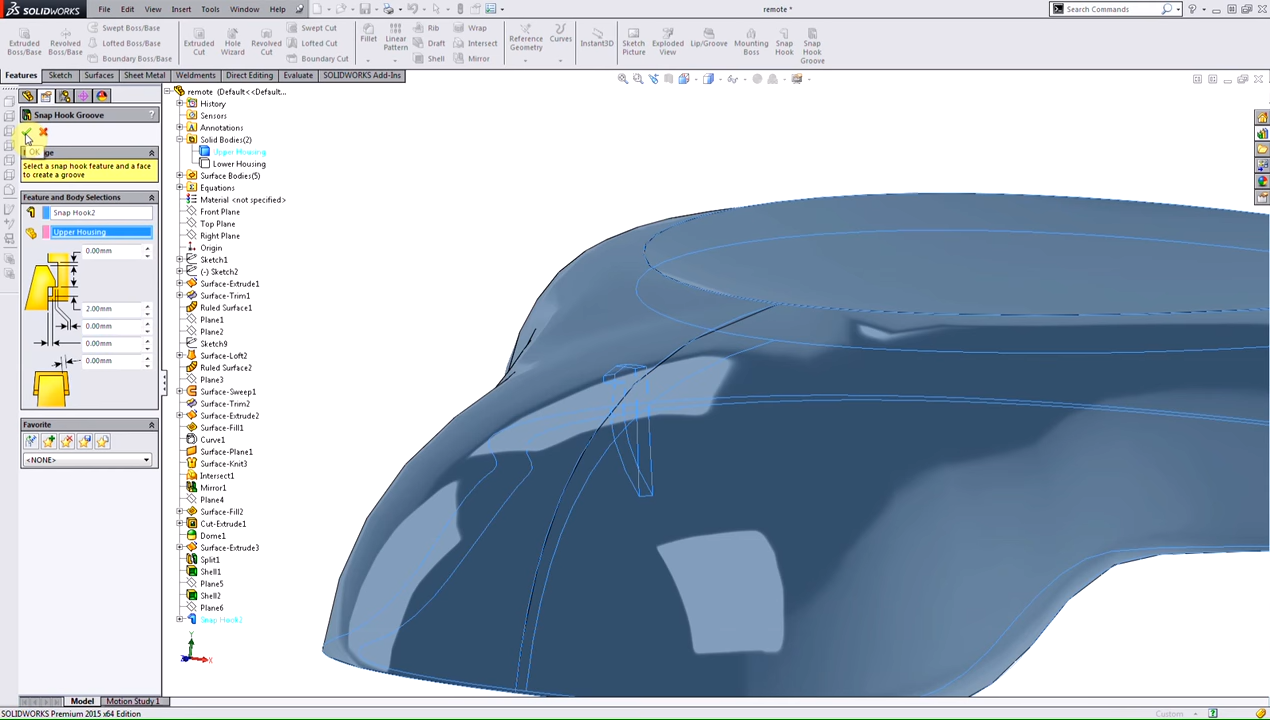 SOLIDWORKS
File Edit View Insert Tools Window Help
remote *
Search Commands
Extruded Boss/Base
Revolved Boss/Base
Swept Boss/Base
Lofted Boss/Base
Boundary Boss/Base
Extruded Cut
Hole Wizard
Revolved Cut
Swept Cut
Lofted Cut
Boundary Cut
Fillet
Linear Pattern
Rib
Draft
Shell
Wrap
Intersect
Mirror
Reference Geometry
Curves
Instant3D
Sketch Picture
Exploded View
Lip/Groove
Mounting Boss
Snap Hook
Snap Hook Groove
Features Sketch Surfaces Sheet Metal Weldments Direct Editing Evaluate SOLIDWORKS Add-Ins
Snap Hook Groove ?
OK
Select a snap hook feature and a face to create a groove
Feature and Body Selections
Snap Hook2
Upper Housing
0.00mm
2.00mm
0.00mm
0.00mm
0.00mm
Favorite
<NONE>
remote (Default<<Default...
History
Sensors
Annotations
Solid Bodies(2)
Upper Housing
Lower Housing
Surface Bodies(5)
Equations
Material <not specified>
Front Plane
Top Plane
Right Plane
Origin
Sketch1
(-) Sketch2
Surface-Extrude1
Surface-Trim1
Ruled Surface1
Plane1
Plane2
Sketch9
Surface-Loft2
Ruled Surface2
Plane3
Surface-Sweep1
Surface-Trim2
Surface-Extrude2
Surface-Fill1
Curve1
Surface-Plane1
Surface-Knit3
Intersect1
Mirror1
Plane4
Surface-Fill2
Cut-Extrude1
Dome1
Surface-Extrude3
Split1
Shell1
Plane5
Shell2
Plane6
Snap Hook2
Y
X
Z
Model Motion Study 1
SOLIDWORKS Premium 2015 x64 Edition
Custom